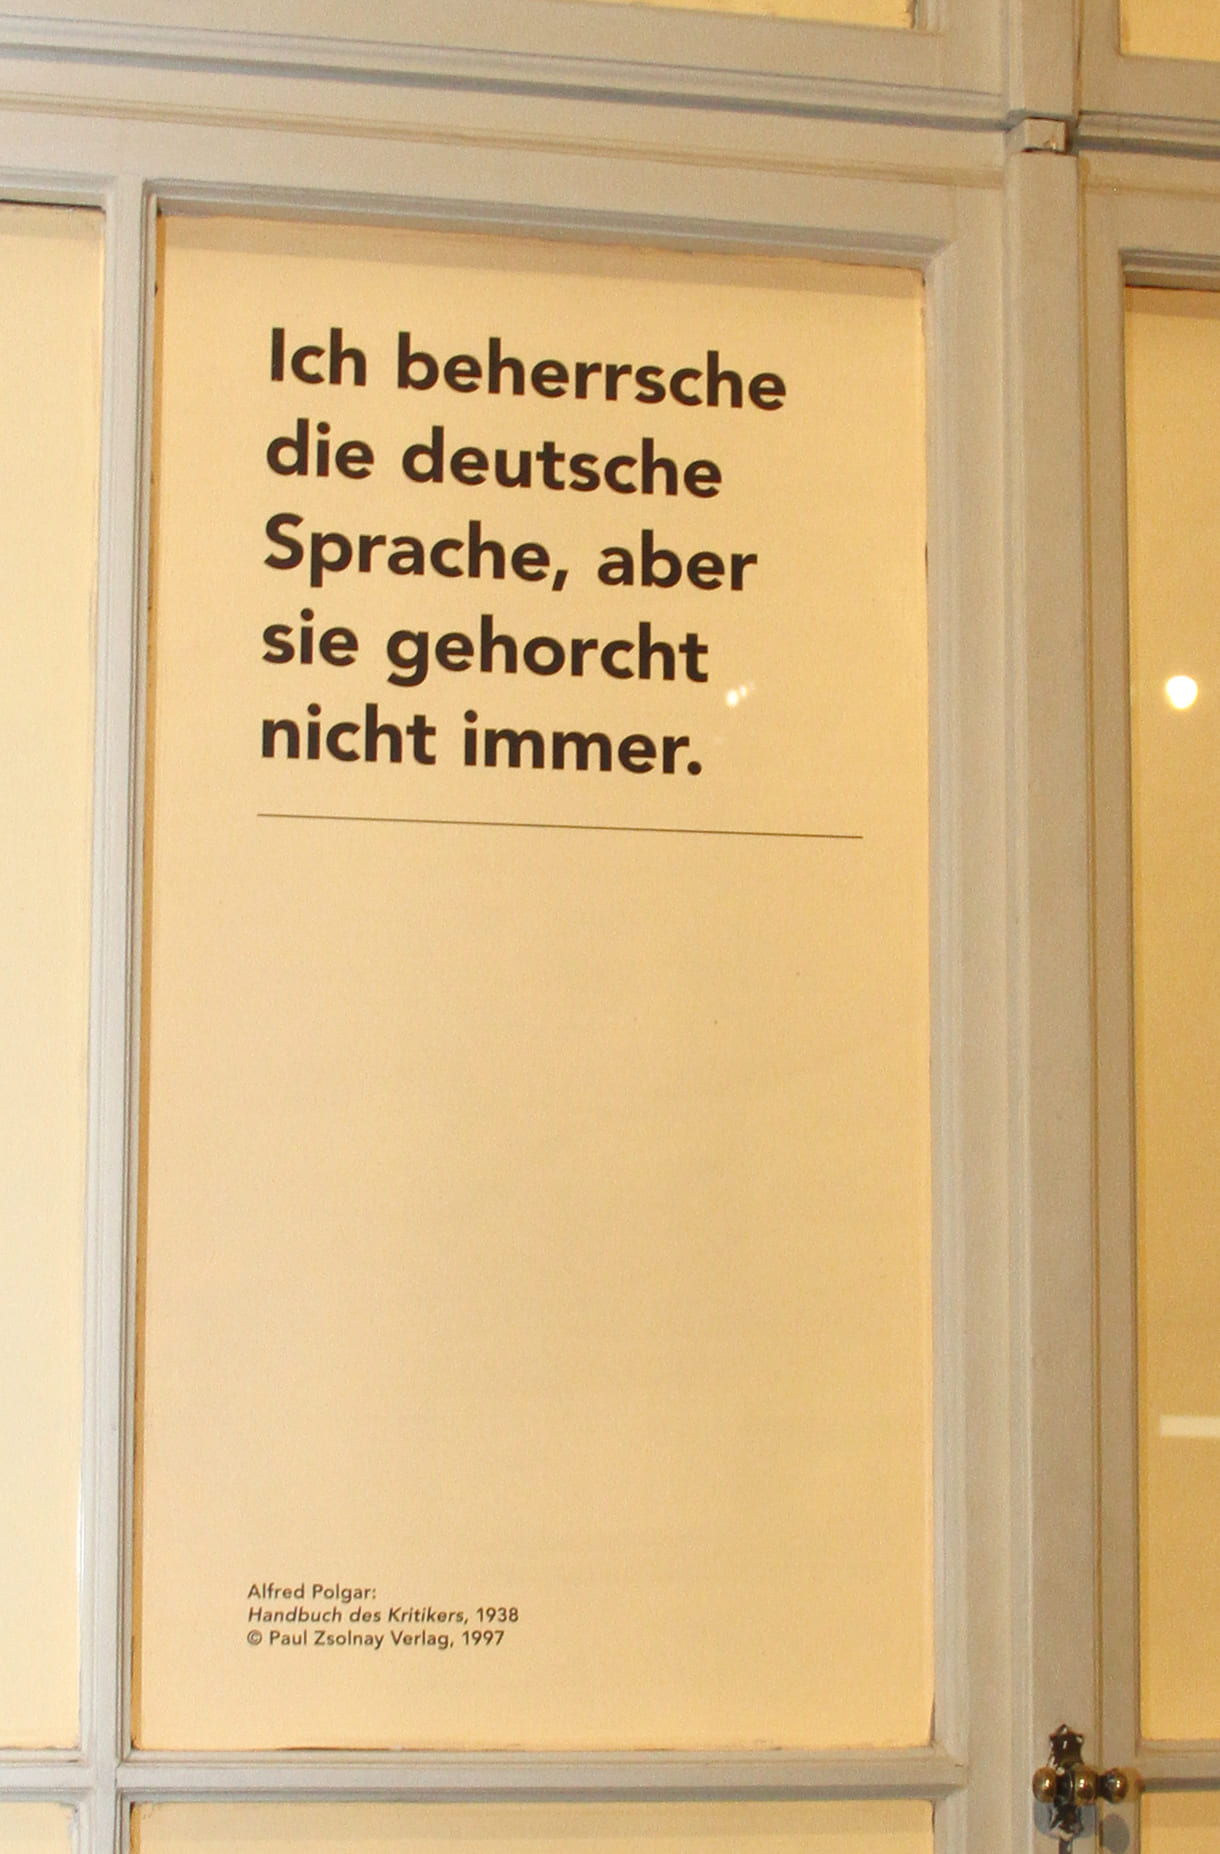 Ich beherrsche
die deutsche
Sprache, aber
sie gehorcht
nicht immer.
Alfred Polgar:
Handbuch des Kritikers, 1938
© Paul Zsolnay Verlag, 1997